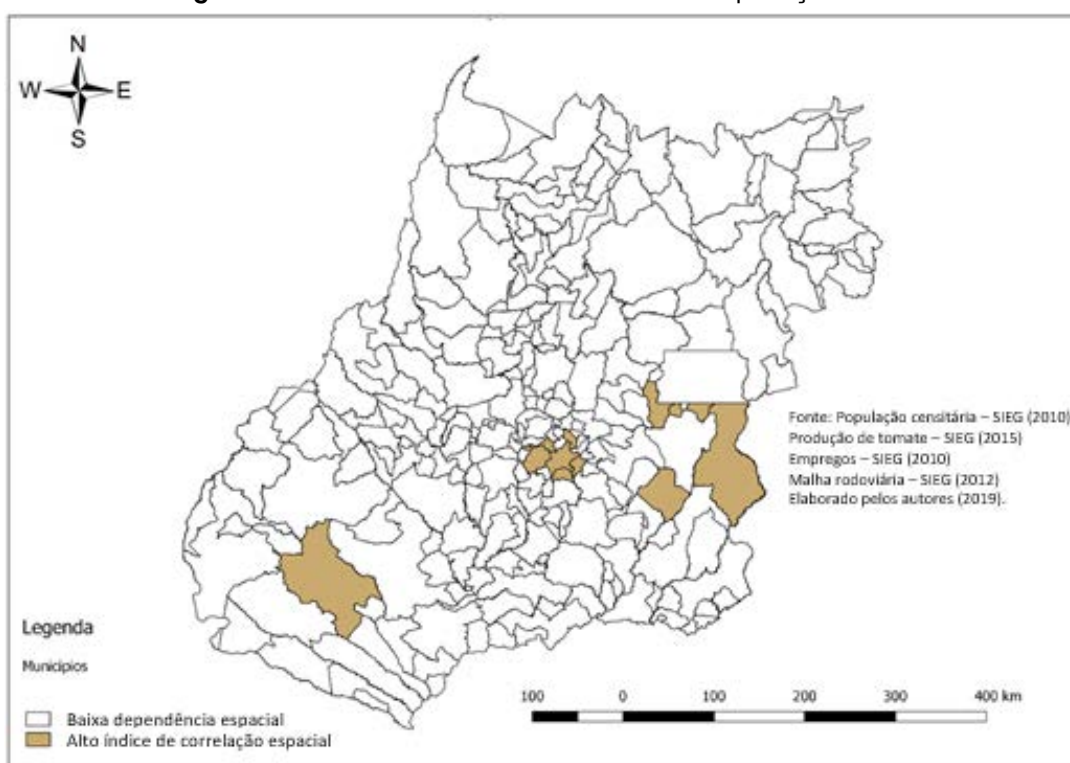 N
W E
S
Fonte: População censitária – SIEG (2010)
Produção de tomate – SIEG (2015)
Empregos – SIEG (2010)
Malha rodoviária – SIEG (2012)
Elaborado pelos autores (2019).
Legenda
Municípios
Baixa dependência espacial
Alto índice de correlação espacial
100 0 100 200 300 400 km